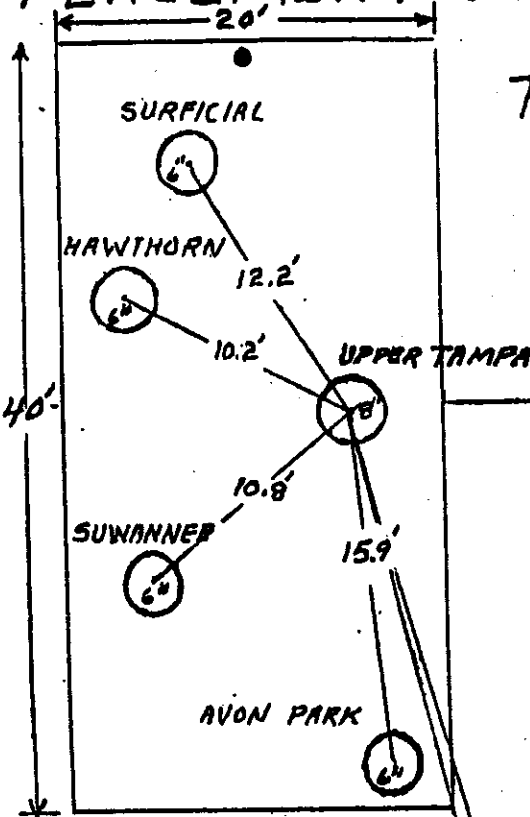 20'
SURFICIAL
6"
HAWTHORN
6"
12.2'
10.2'
UPPER TAMPA
8"
40'
10.8'
SUWANNEE
6"
15.9'
AVON PARK
6"